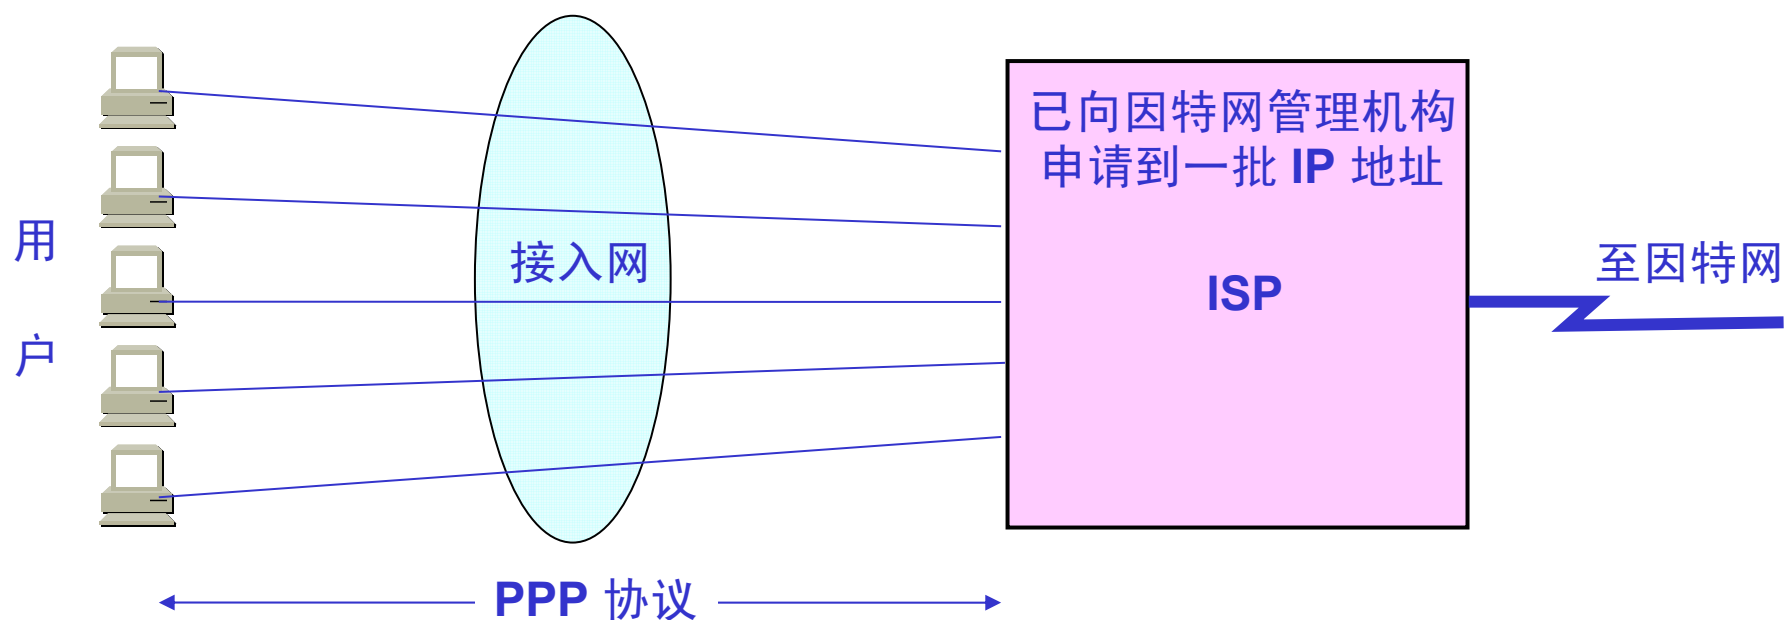 用
户
接入网
已向因特网管理机构
申请到一批 IP 地址
ISP
至因特网
PPP 协议